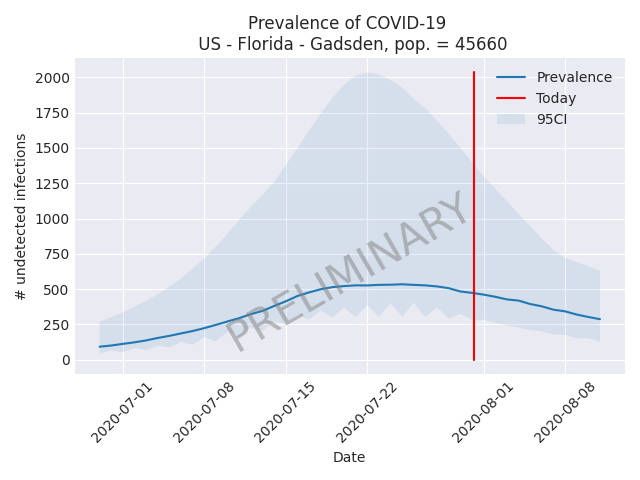 Prevalence of COVID-19
US - Florida - Gadsden, pop. = 45660
Prevalence
Today
95CI
2000
1750
1500
1250
1000
750
500
250
0
# undetected infections
PRELIMINARY
2020-07-01
2020-07-08
2020-07-15
2020-07-22
2020-08-01
2020-08-08
Date